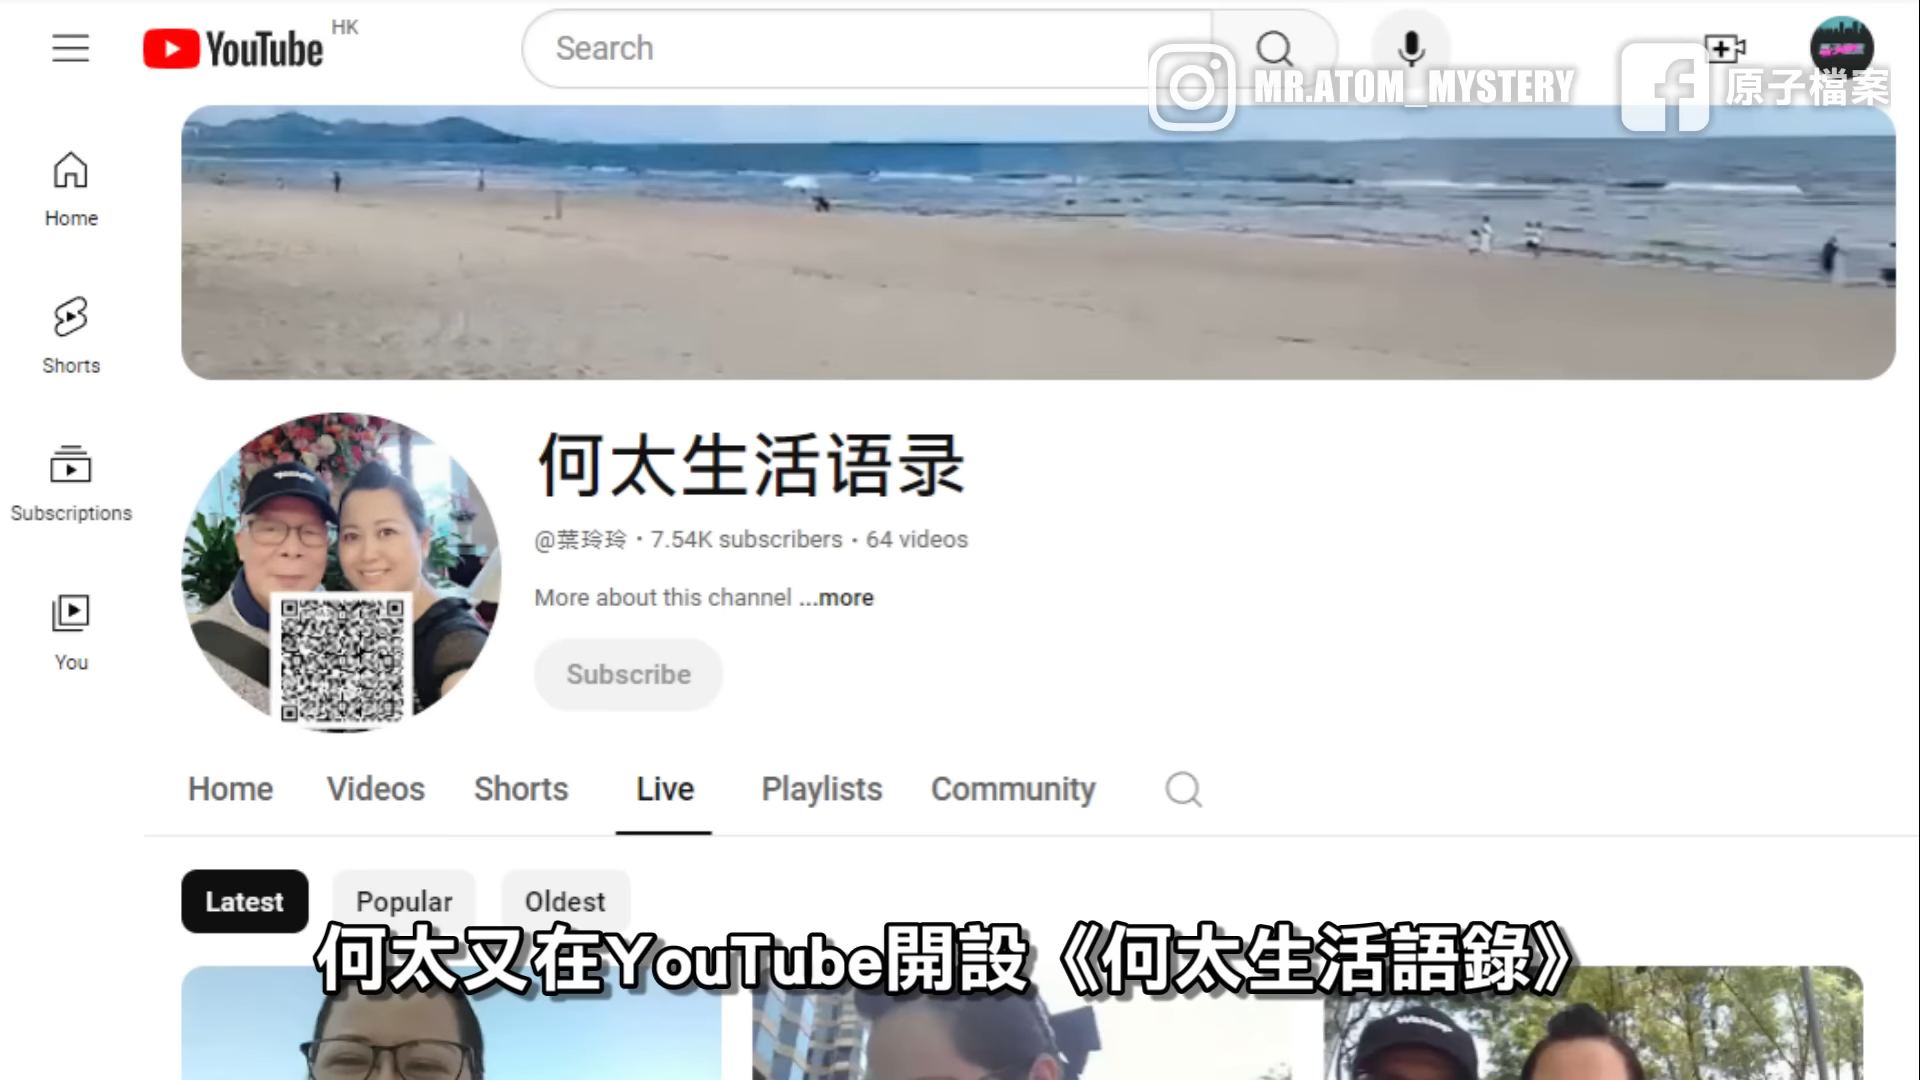 YouTube HK
Search
MR.ATOM_MYSTERY
原子檔案
Home
Shorts
Subscriptions
You
何太生活语录
@葉玲玲・7.54K subscribers・64 videos
More about this channel ...more
Subscribe
Home Videos Shorts Live Playlists Community
Latest Popular Oldest
何太又在YouTube開設《何太生活語錄》